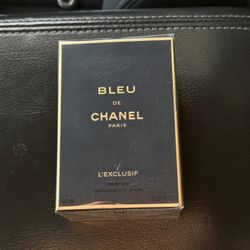 BLEU
DE
CHANEL
PARIS
L'EXCLUSIF
PARFUM